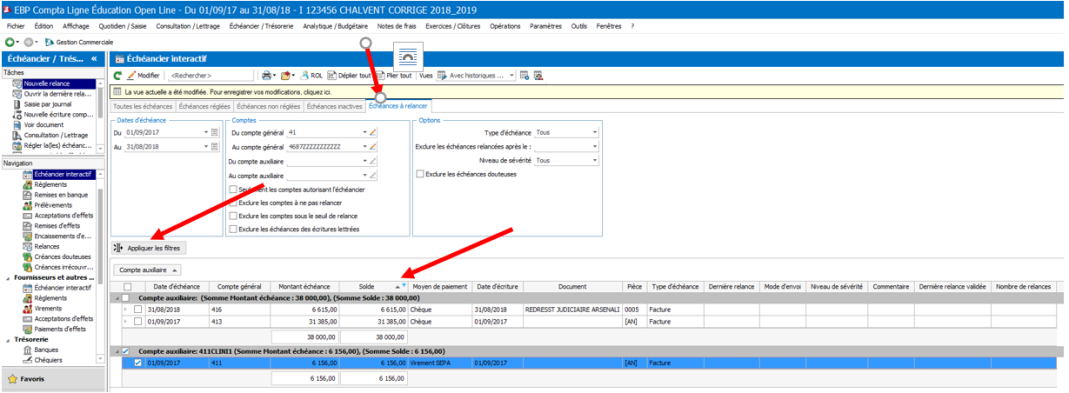 EBP Compta Ligne Éducation Open Line - Du 01/09/17 au 31/08/18 - I 123456 CHALVENT CORRIGE 2018_2019
Fichier Édition Affichage Quotidien / Saisie Consultation / Lettrage Échéancier / Trésorerie Analytique / Budgétaire Notes de frais Exercices / Clôtures Opérations Paramètres Outils Fenêtres ?
Gestion Commerciale
Échéancier / Trés... «
Tâches
Nouvelle relance
Ouvrir la dernière rela...
Saisie par journal
Nouvelle écriture comp...
Voir document
Consultation / Lettrage
Régler la(les) échéanc...
Navigation
Échéancier interactif
Règlements
Remises en banque
Prélèvements
Acceptations d'effets
Remises d'effets
Encaissements d'e...
Relances
Créances douteuses
Créances irrécouvr...
Fournisseurs et autres ...
Échéancier interactif
Règlements
Virements
Acceptations d'effets
Paiements d'effets
Trésorerie
Banques
Chéquiers
Favoris
Échéancier interactif
Modifier <Rechercher> ROL Déplier tout Plier tout Vues Avec historiques ...
La vue actuelle a été modifiée. Pour enregistrer vos modifications, cliquez ici.
Toutes les échéances Échéances réglées Échéances non réglées Échéances inactives Échéances à relancer
Dates d'échéance
Du 01/09/2017
Au 31/08/2018
Comptes
Du compte général 41
Au compte général 4687ZZZZZZZZZZZ
Du compte auxiliaire
Au compte auxiliaire
Seulement les comptes autorisant l'échéancier
Exclure les comptes à ne pas relancer
Exclure les comptes sous le seuil de relance
Exclure les échéances des écritures lettrées
Options
Type d'échéance Tous
Exclure les échéances relancées après le :
Niveau de sévérité Tous
Exclure les échéances douteuses
Appliquer les filtres
Compte auxiliaire
Date d'échéance Compte général Montant échéance Solde Moyen de paiement Date d'écriture Document Pièce Type d'échéance Dernière relance Mode d'envoi Niveau de sévérité Commentaire Dernière relance validée Nombre de relances
Compte auxiliaire: (Somme Montant échéance : 38 000,00), (Somme Solde : 38 000,00)
31/08/2018 416 6 615,00 6 615,00 Chèque 31/08/2018 REDRESST JUDICIAIRE ARSENALI 0005 Facture
01/09/2017 413 31 385,00 31 385,00 Chèque 01/09/2017 [AN] Facture
38 000,00 38 000,00
Compte auxiliaire: 411CLINI1 (Somme Montant échéance : 6 156,00), (Somme Solde : 6 156,00)
01/09/2017 411 6 156,00 6 156,00 Virement SEPA 01/09/2017 [AN] Facture
6 156,00 6 156,00